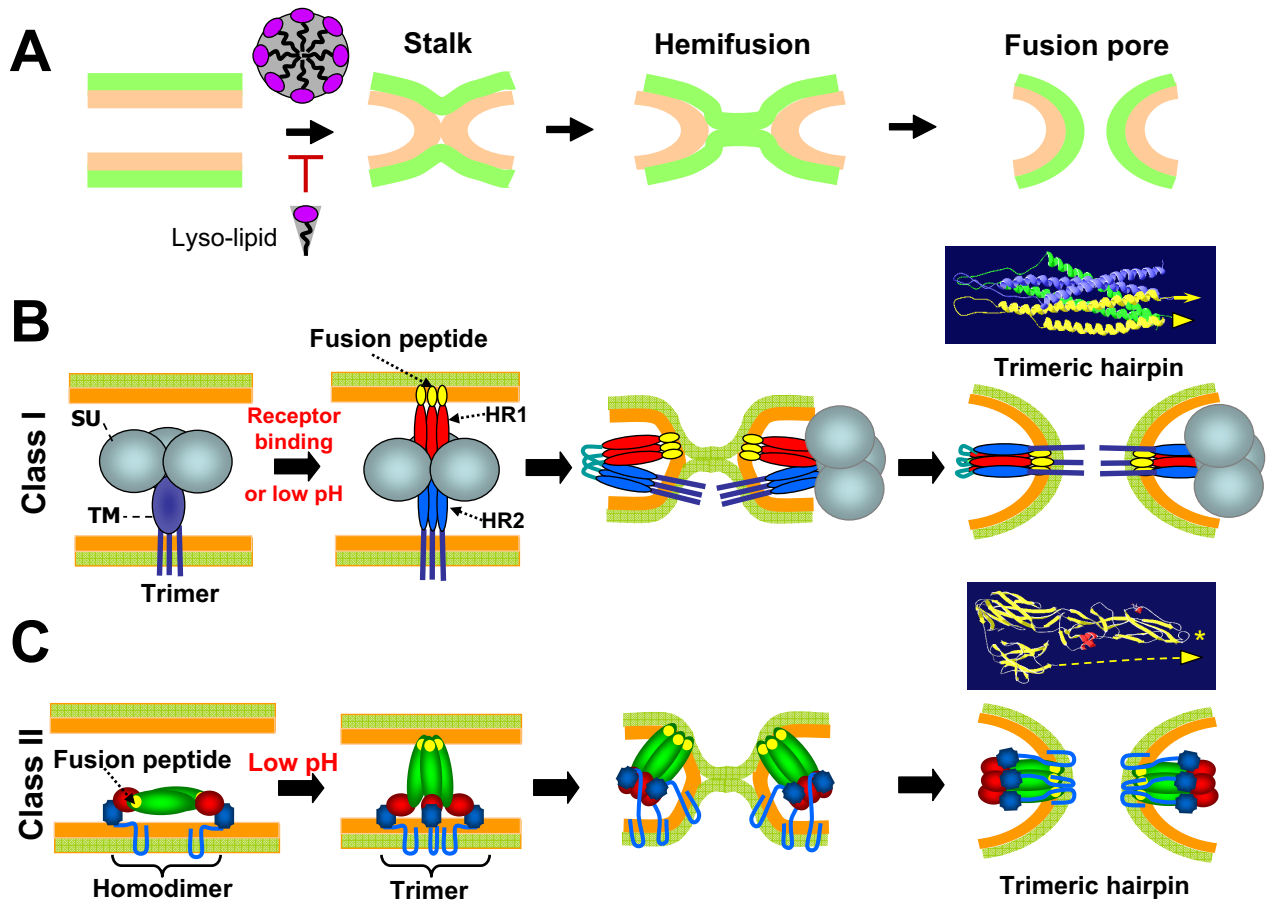 A
Stalk
Hemifusion
Fusion pore
Lyso-lipid
B
Class I
SU
TM
Trimer
Receptor
binding
or low pH
Fusion peptide
HR1
HR2
Trimeric hairpin
C
Class II
Fusion peptide
Homodimer
Low pH
Trimer
*
Trimeric hairpin